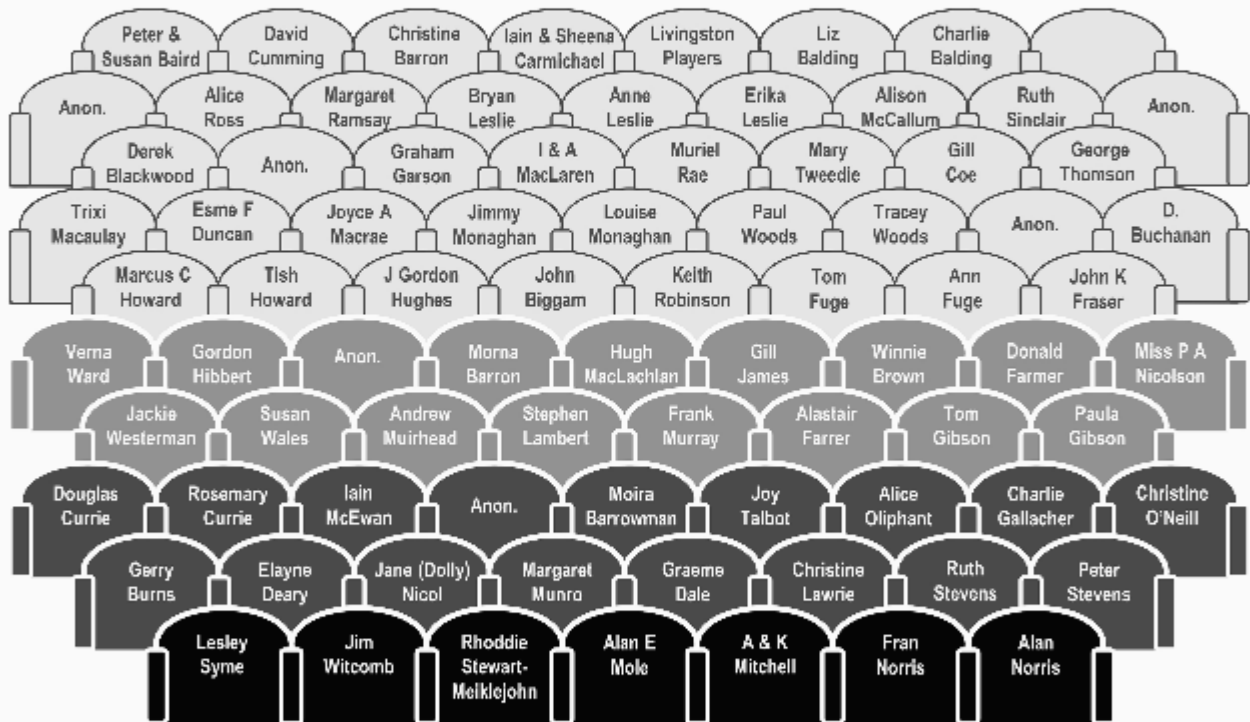 Peter &
Susan Baird
David
Cumming
Christine
Barron
Iain & Sheena
Carmichael
Livingston
Players
Liz
Balding
Charlie
Balding
Anon.
Alice
Ross
Margaret
Ramsay
Bryan
Leslie
Anne
Leslie
Erika
Leslie
Alison
McCallum
Ruth
Sinclair
Anon.
Derek
Blackwood
Anon.
Graham
Garson
I & A
MacLaren
Muriel
Rae
Mary
Tweedie
Gill
Coe
George
Thomson
Trixi
Macaulay
Esme F
Duncan
Joyce A
Macrae
Jimmy
Monaghan
Louise
Monaghan
Paul
Woods
Tracey
Woods
Anon.
D.
Buchanan
Marcus C
Howard
Tish
Howard
J Gordon
Hughes
John
Biggam
Keith
Robinson
Tom
Fuge
Ann
Fuge
John K
Fraser
Verna
Ward
Gordon
Hibbert
Anon.
Morna
Barron
Hugh
MacLachlan
Gill
James
Winnie
Brown
Donald
Farmer
Miss P A
Nicolson
Jackie
Westerman
Susan
Wales
Andrew
Muirhead
Stephen
Lambert
Frank
Murray
Alastair
Farrer
Tom
Gibson
Paula
Gibson
Douglas
Currie
Rosemary
Currie
Iain
McEwan
Anon.
Moira
Barrowman
Joy
Talbot
Alice
Oliphant
Charlie
Gallacher
Christine
O'Neill
Gerry
Burns
Elayne
Deary
Jane (Dolly)
Nicol
Margaret
Munro
Graeme
Dale
Christine
Lawrie
Ruth
Stevens
Peter
Stevens
Lesley
Syme
Jim
Witcomb
Rhoddie
Stewart-
Meiklejohn
Alan E
Mole
A & K
Mitchell
Fran
Norris
Alan
Norris